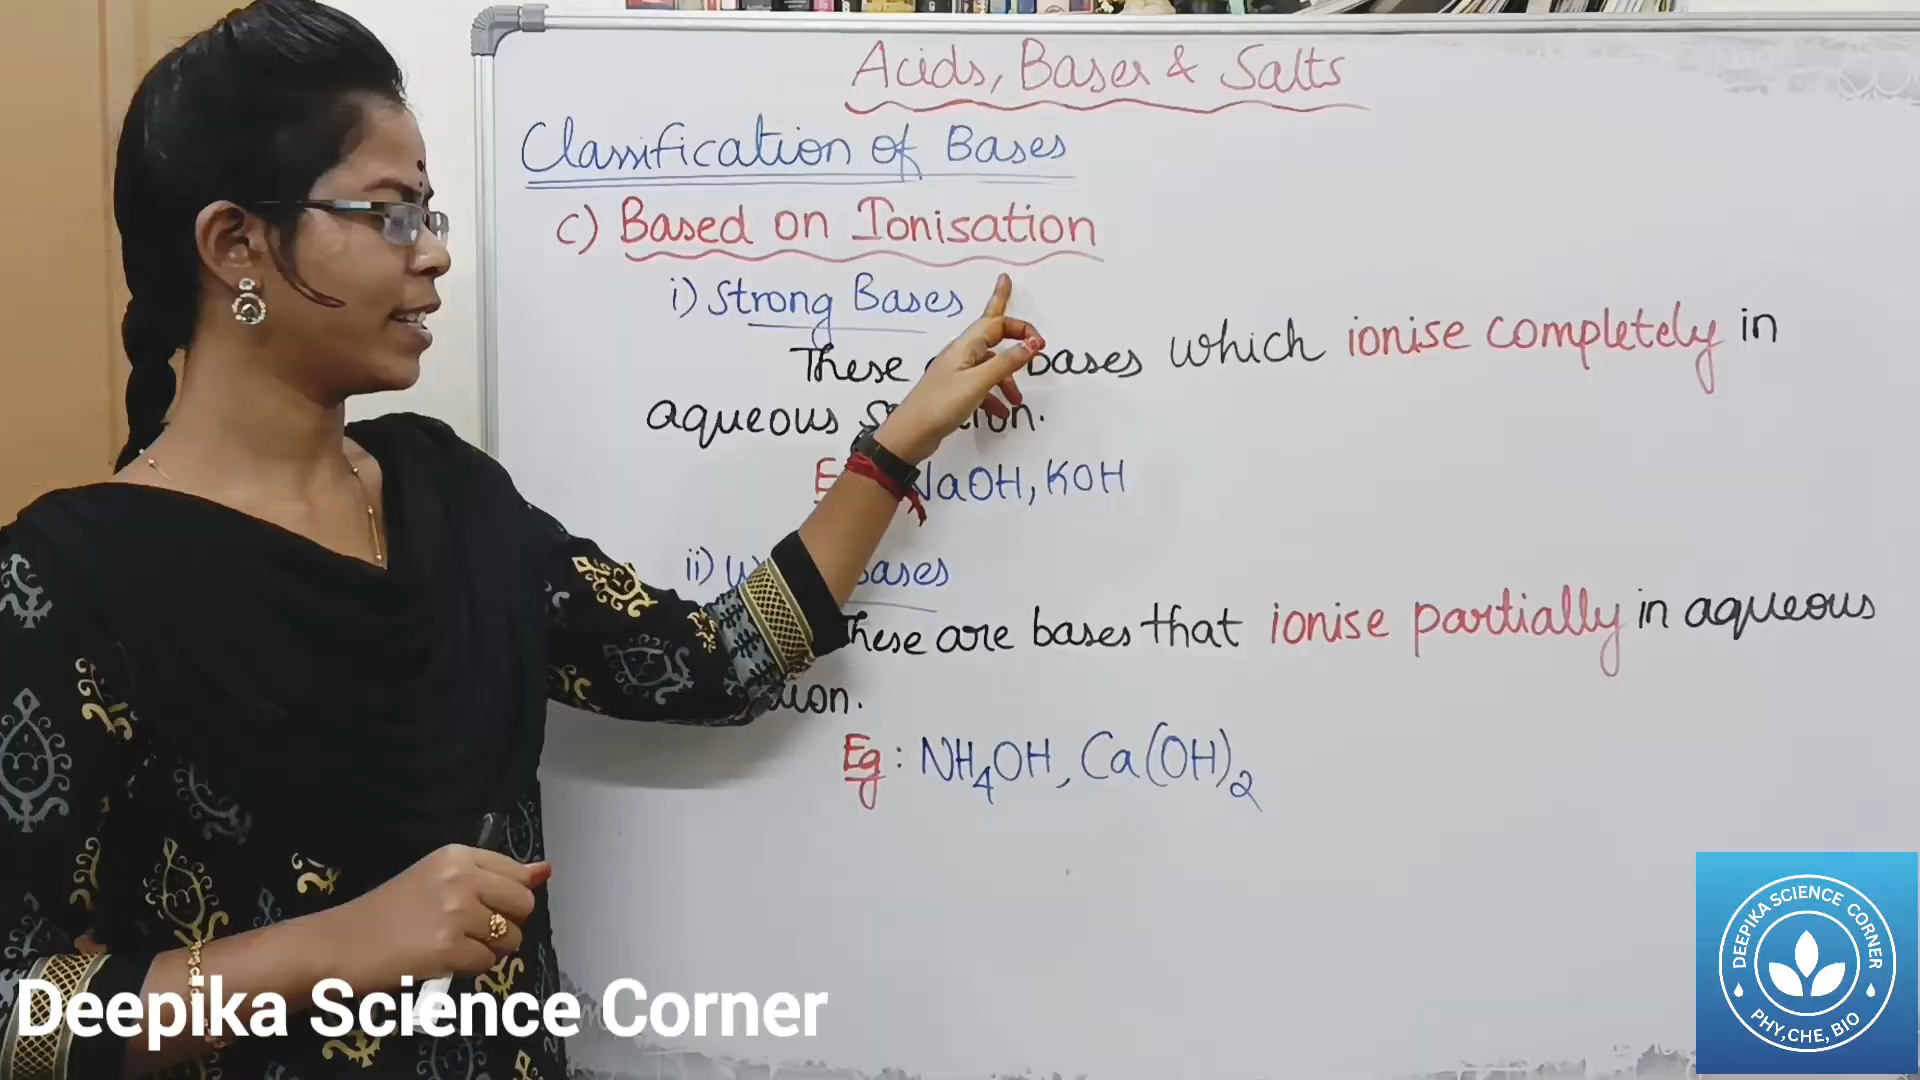 Acids, Bases & Salts
Classification of Bases
c) Based on Ionisation
i) Strong Bases
These bases which ionise completely in
aqueous
NaOH, KOH
ii) Bases
These are bases that ionise partially in aqueous
Eg: NH4OH, Ca(OH)2
Deepika Science Corner
DEEPIKA SCIENCE CORNER
PHY, CHE, BIO